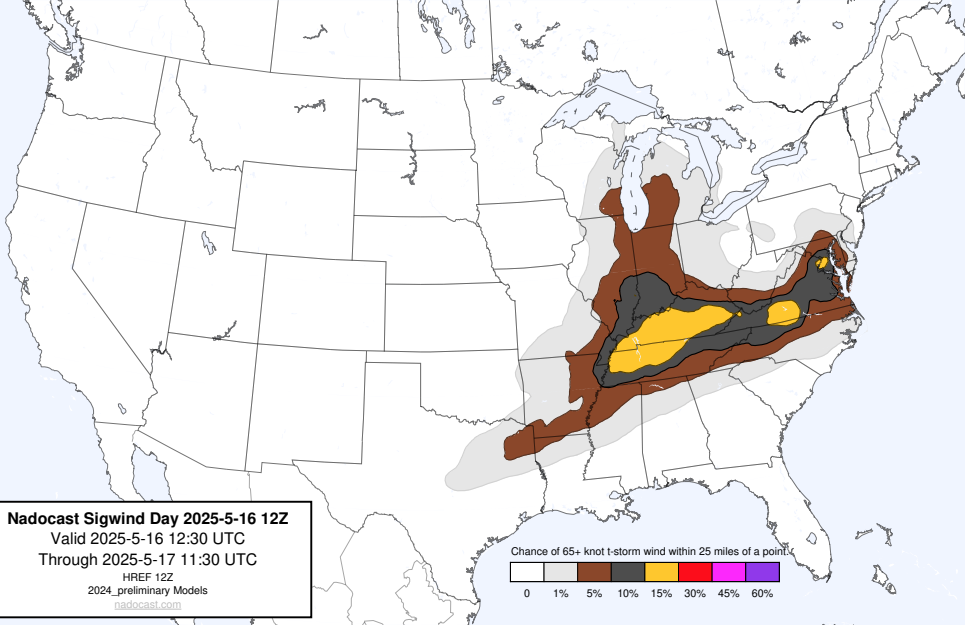 Nadocast Sigwind Day 2025-5-16 12Z
Valid 2025-5-16 12:30 UTC
Through 2025-5-17 11:30 UTC
HREF 12Z
2024_preliminary Models
nadocast.com
Chance of 65+ knot t-storm wind within 25 miles of a point.
0 1% 5% 10% 15% 30% 45% 60%